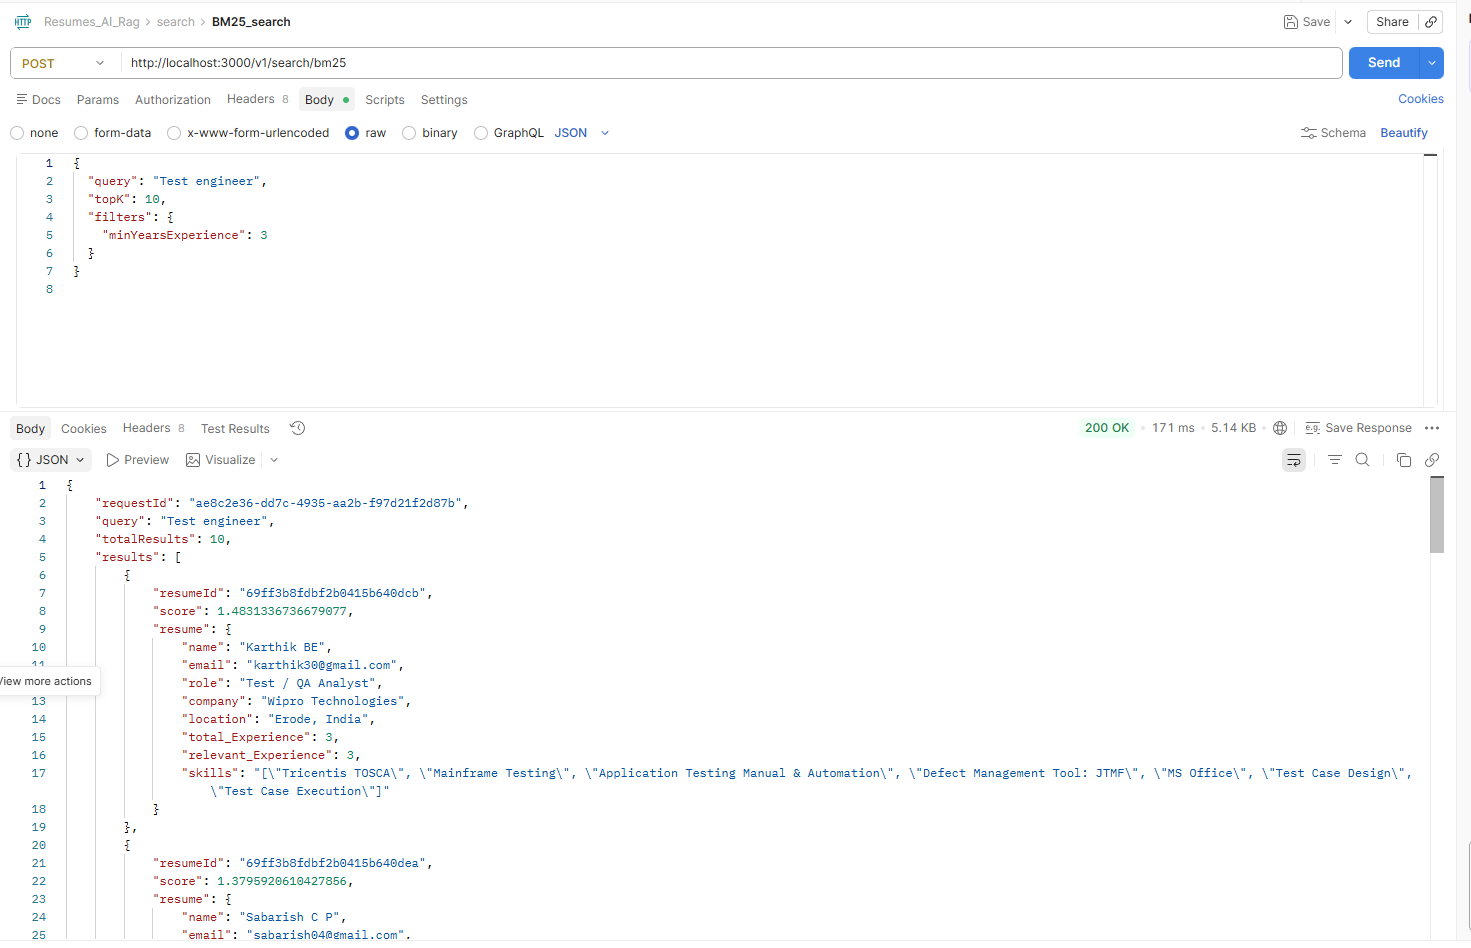 HTTP Resumes_AI_Rag > search > BM25_search Save Share
POST http://localhost:3000/v1/search/bm25 Send
Docs Params Authorization Headers 8 Body Scripts Settings Cookies
none form-data x-www-form-urlencoded raw binary GraphQL JSON Schema Beautify
1 {
2 "query": "Test engineer",
3 "topK": 10,
4 "filters": {
5 "minYearsExperience": 3
6 }
7 }
8
Body Cookies Headers 8 Test Results 200 OK • 171 ms • 5.14 KB e.g. Save Response
{} JSON Preview Visualize
1 {
2 "requestId": "ae8c2e36-dd7c-4935-aa2b-f97d21f2d87b",
3 "query": "Test engineer",
4 "totalResults": 10,
5 "results": [
6 {
7 "resumeId": "69ff3b8fdbf2b0415b640dcb",
8 "score": 1.4831336736679077,
9 "resume": {
10 "name": "Karthik BE",
11 "email": "karthik30@gmail.com",
View more actions "role": "Test / QA Analyst",
13 "company": "Wipro Technologies",
14 "location": "Erode, India",
15 "total_Experience": 3,
16 "relevant_Experience": 3,
17 "skills": "[\"Tricentis TOSCA\", \"Mainframe Testing\", \"Application Testing Manual & Automation\", \"Defect Management Tool: JTMF\", \"MS Office\", \"Test Case Design\",
\"Test Case Execution\"]"
18 }
19 },
20 {
21 "resumeId": "69ff3b8fdbf2b0415b640dea",
22 "score": 1.3795920610427856,
23 "resume": {
24 "name": "Sabarish C P",
25 "email": "sabarish04@gmail.com",